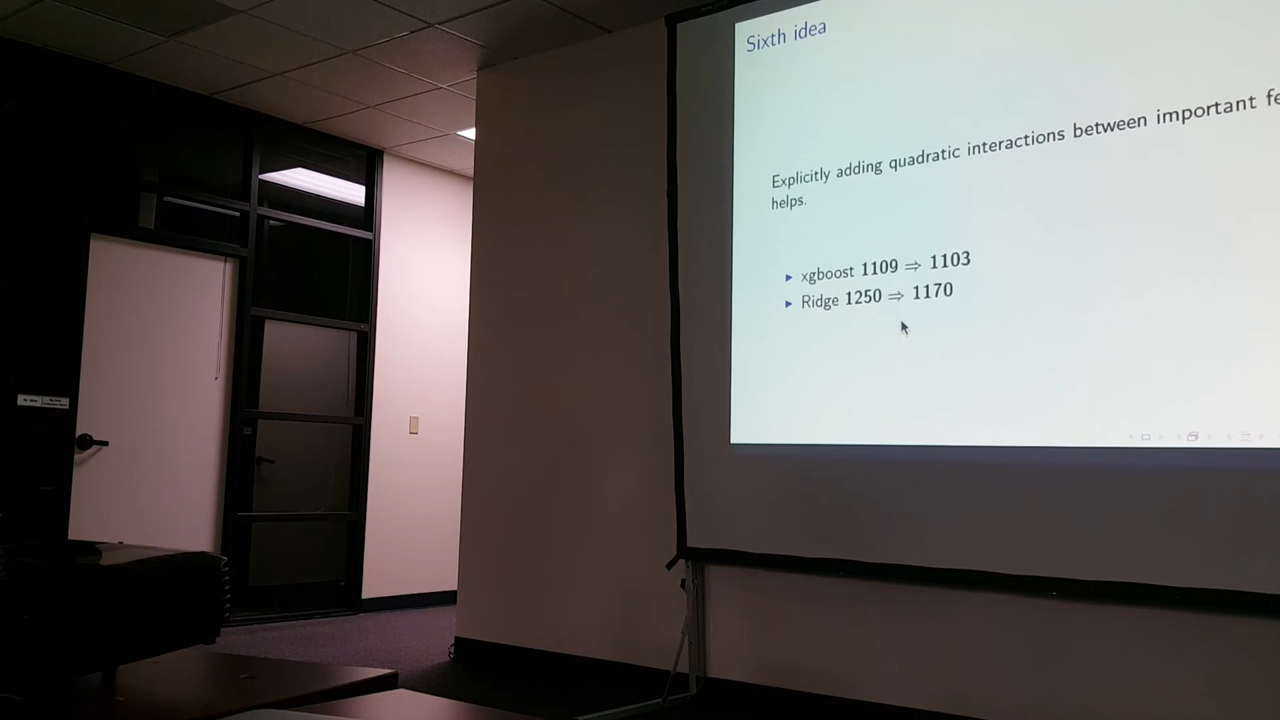 Sixth idea
Explicitly adding quadratic interactions between important
helps.
xgboost 1109 ⇒ 1103
Ridge 1250 ⇒ 1170